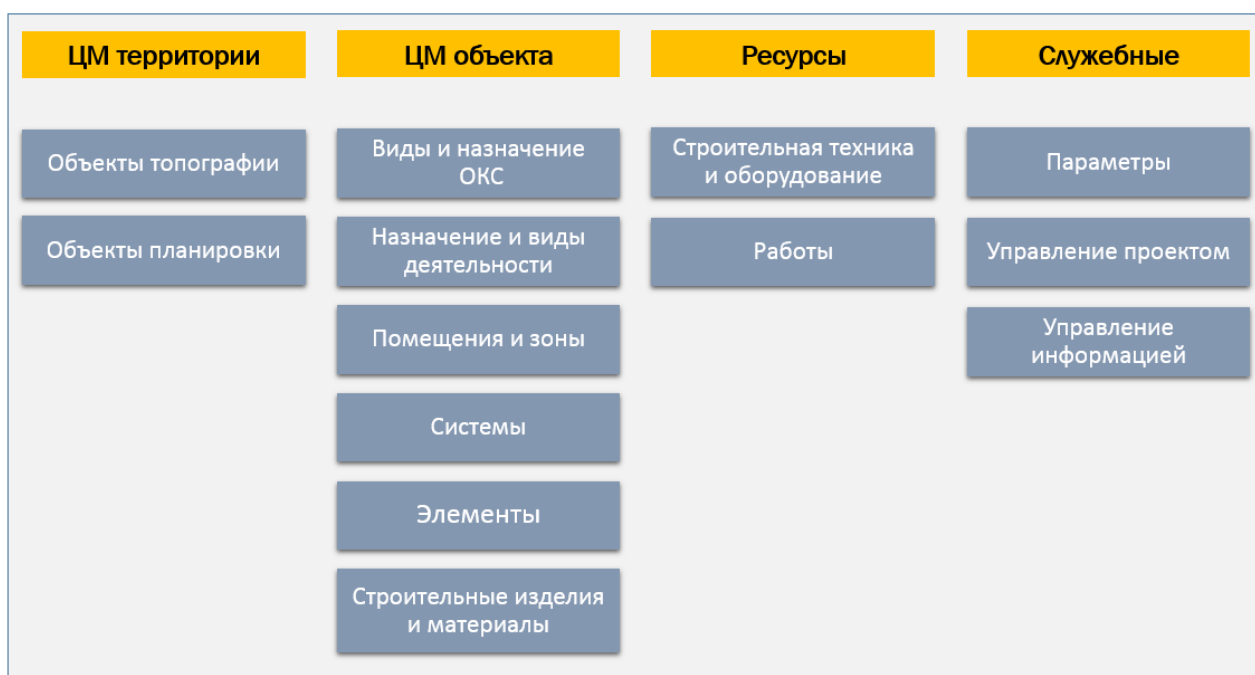 ЦМ территории
Объекты топографии
Объекты планировки
ЦМ объекта
Виды и назначение
ОКС
Назначение и виды
деятельности
Помещения и зоны
Системы
Элементы
Строительные изделия
и материалы
Ресурсы
Строительная техника
и оборудование
Работы
Служебные
Параметры
Управление проектом
Управление
информацией